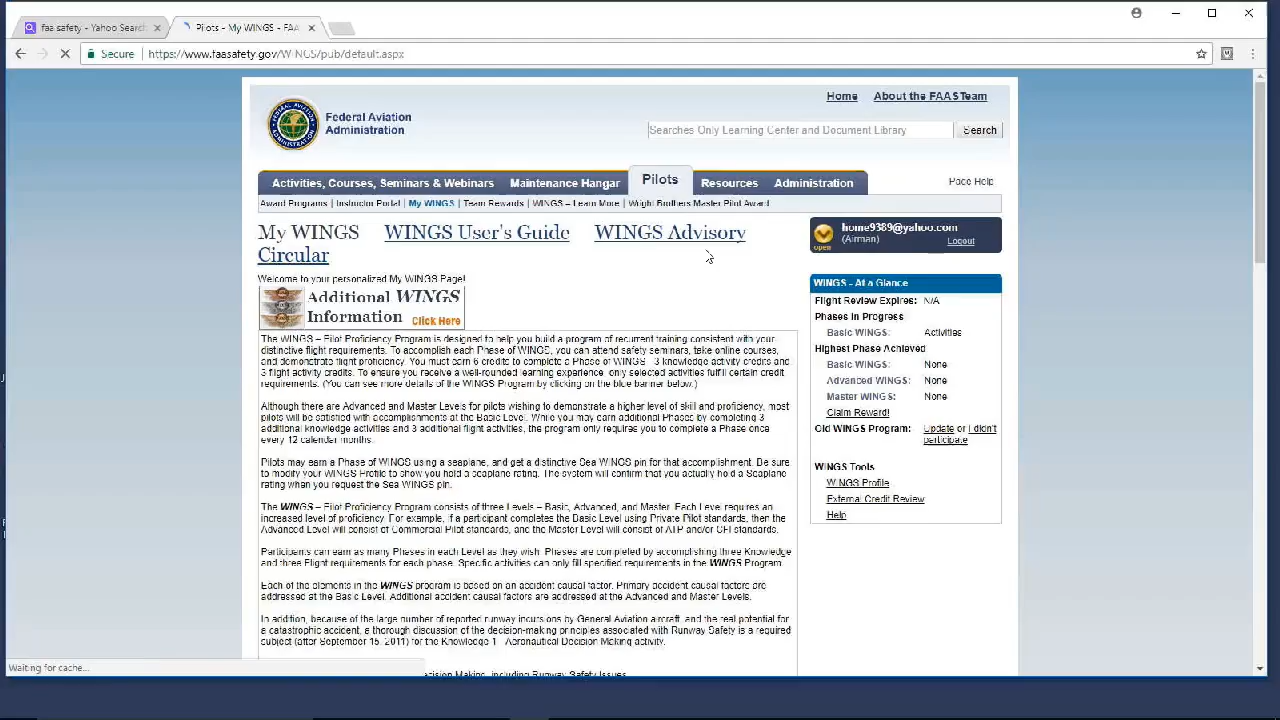 faa safety - Yahoo Search
Pilots - My WINGS - FAA
Secure
https://www.faasafety.gov/WINGS/pub/default.aspx
Home
About the FAASTeam
Federal Aviation
Administration
Searches Only Learning Center and Document Library
Search
Activities, Courses, Seminars & Webinars
Maintenance Hangar
Pilots
Resources
Administration
Page Help
Award Programs | Instructor Portal | My WINGS | Team Rewards | WINGS – Learn More | Wright Brothers Master Pilot Award
My WINGS WINGS User's Guide WINGS Advisory
Circular
home9389@yahoo.com
(Airman)
Logout
open
Welcome to your personalized My WINGS Page!
Additional WINGS
Information Click Here
The WINGS – Pilot Proficiency Program is designed to help you build a program of recurrent training consistent with your
distinctive flight requirements. To accomplish each Phase of WINGS, you can attend safety seminars, take online courses,
and demonstrate flight proficiency. You must earn 6 credits to complete a Phase of WINGS - 3 knowledge activity credits and
3 flight activity credits. To ensure you receive a well-rounded learning experience, only selected activities fulfill certain credit
requirements. (You can see more details of the WINGS Program by clicking on the blue banner below.)
Although there are Advanced and Master Levels for pilots wishing to demonstrate a higher level of skill and proficiency, most
pilots will be satisfied with accomplishments at the Basic Level. While you may earn additional Phases by completing 3
additional knowledge activities and 3 additional flight activities, the program only requires you to complete a Phase once
every 12 calendar months.
Pilots may earn a Phase of WINGS using a seaplane, and get a distinctive Sea WINGS pin for that accomplishment. Be sure
to modify your WINGS Profile to show you hold a seaplane rating. The system will confirm that you actually hold a Seaplane
rating when you request the Sea WINGS pin.
The WINGS – Pilot Proficiency Program consists of three Levels – Basic, Advanced, and Master. Each Level requires an
increased level of proficiency. For example, if a participant completes the Basic Level using Private Pilot standards, then the
Advanced Level will consist of Commercial Pilot standards, and the Master Level will consist of ATP and/or CFI standards.
Participants can earn as many Phases in each Level as they wish. Phases are completed by accomplishing three Knowledge
and three Flight requirements for each phase. Specific activities can only fill specified requirements in the WINGS Program.
Each of the elements in the WINGS program is based on an accident causal factor. Primary accident causal factors are
addressed at the Basic Level. Additional accident causal factors are addressed at the Advanced and Master Levels.
In addition, because of the large number of reported runway incursions by General Aviation aircraft, and the real potential for
a catastrophic accident, a thorough discussion of the decision-making principles associated with Runway Safety is a required
subject (after September 15, 2011) for the Knowledge 1 - Aeronautical Decision Making activity.
Decision Making, including Runway Safety Issues
WINGS - At a Glance
Flight Review Expires: N/A
Phases in Progress
Basic WINGS: Activities
Highest Phase Achieved
Basic WINGS: None
Advanced WINGS: None
Master WINGS: None
Claim Reward!
Old WINGS Program: Update or I didn't
participate
WINGS Tools
WINGS Profile
External Credit Review
Help
Waiting for cache...